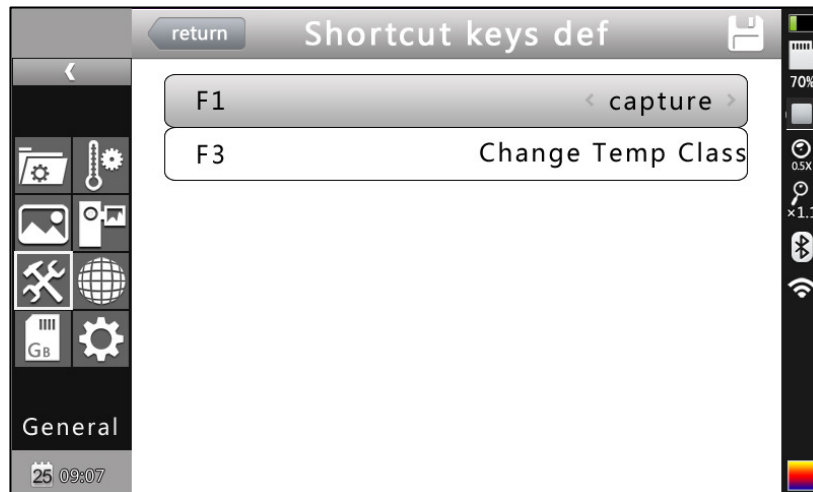 return
Shortcut keys def
F1
capture
F3
Change Temp Class
70%
0.5X
×1.1
GB
General
25 09:07